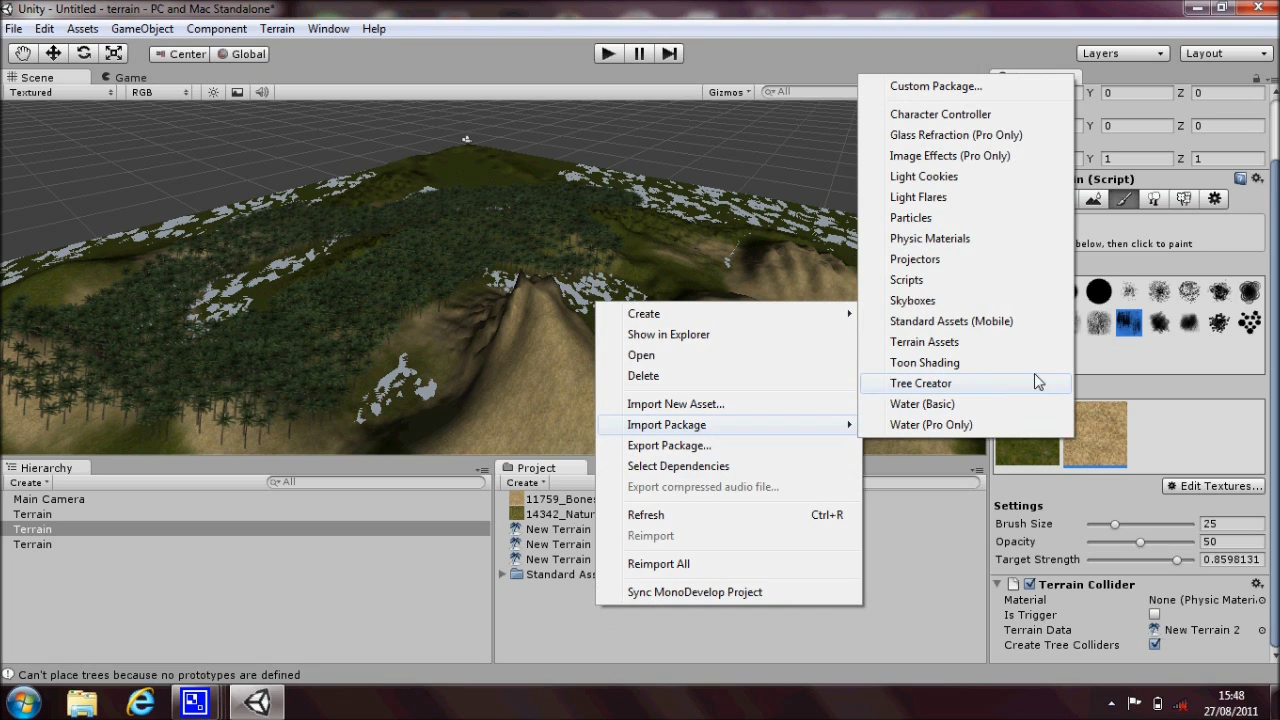 Unity - Untitled - terrain - PC and Mac Standalone*
File Edit Assets GameObject Component Terrain Window Help
Center Global Layers Layout
Scene Game
Textured RGB Gizmos All
Custom Package...
Character Controller
Glass Refraction (Pro Only)
Image Effects (Pro Only)
Light Cookies
Light Flares
Particles
Physic Materials
Projectors
Scripts
Skyboxes
Standard Assets (Mobile)
Terrain Assets
Toon Shading
Tree Creator
Water (Basic)
Water (Pro Only)
Y 0 Z 0
Y 0 Z 0
Y 1 Z 1
(Script)
below, then click to paint
Edit Textures...
Settings
Brush Size 25
Opacity 50
Target Strength 0.8598131
Terrain Collider
Material None (Physic Materi
Is Trigger
Terrain Data New Terrain 2
Create Tree Colliders
Create
Show in Explorer
Open
Delete
Import New Asset...
Import Package
Export Package...
Select Dependencies
Export compressed audio file...
Refresh Ctrl+R
Reimport
Reimport All
Sync MonoDevelop Project
Hierarchy
Create All
Main Camera
Terrain
Terrain
Terrain
Project
Create
11759_Bones
14342_Natur
New Terrain
New Terrain
New Terrain
Standard Ass
Can't place trees because no prototypes are defined
15:48
27/08/2011